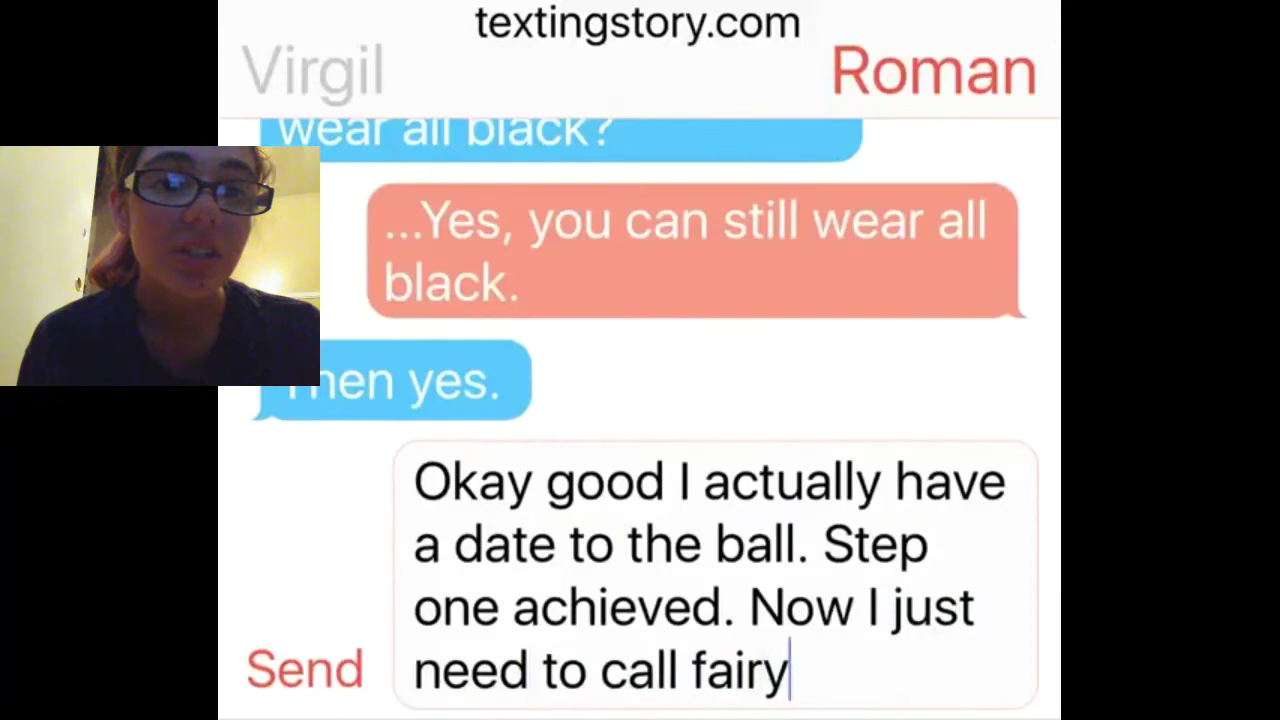 textingstory.com
Virgil
Roman
wear all black?
...Yes, you can still wear all
black.
Then yes.
Okay good I actually have
a date to the ball. Step
one achieved. Now I just
need to call fairy
Send